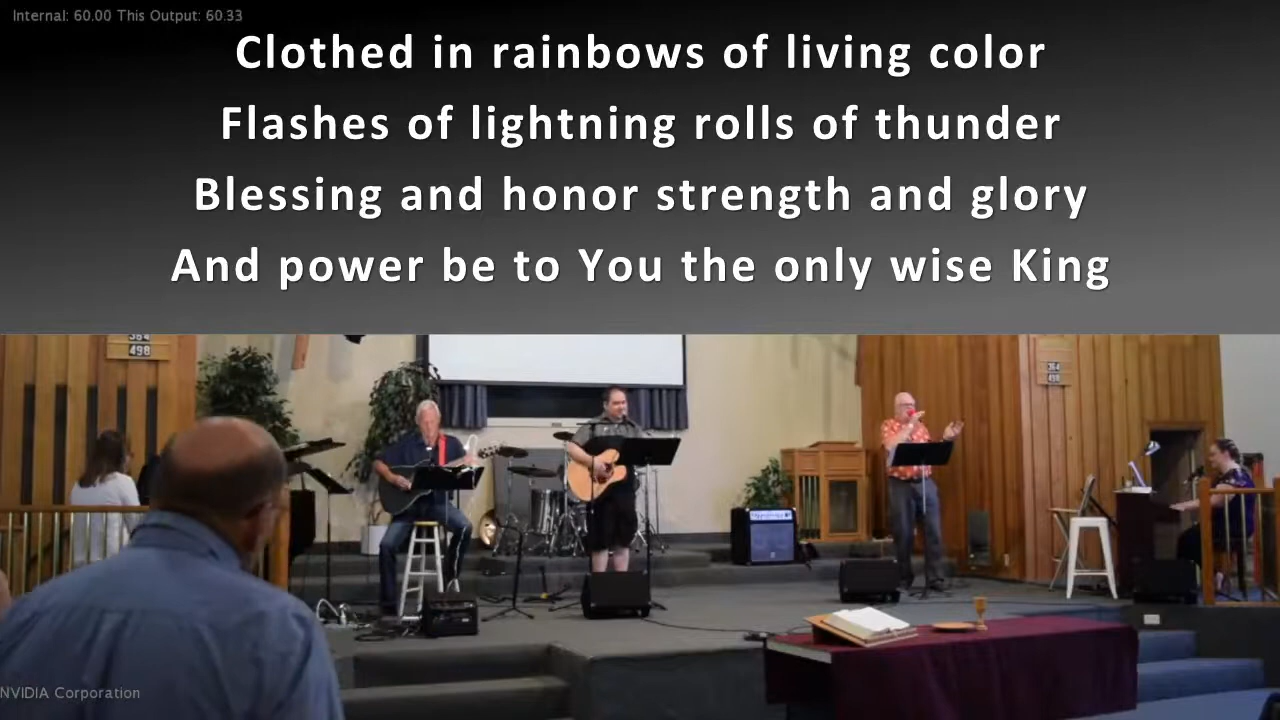 Internal: 60.00 This Output: 60.33
Clothed in rainbows of living color
Flashes of lightning rolls of thunder
Blessing and honor strength and glory
And power be to You the only wise King
364
498
364
498
NVIDIA Corporation